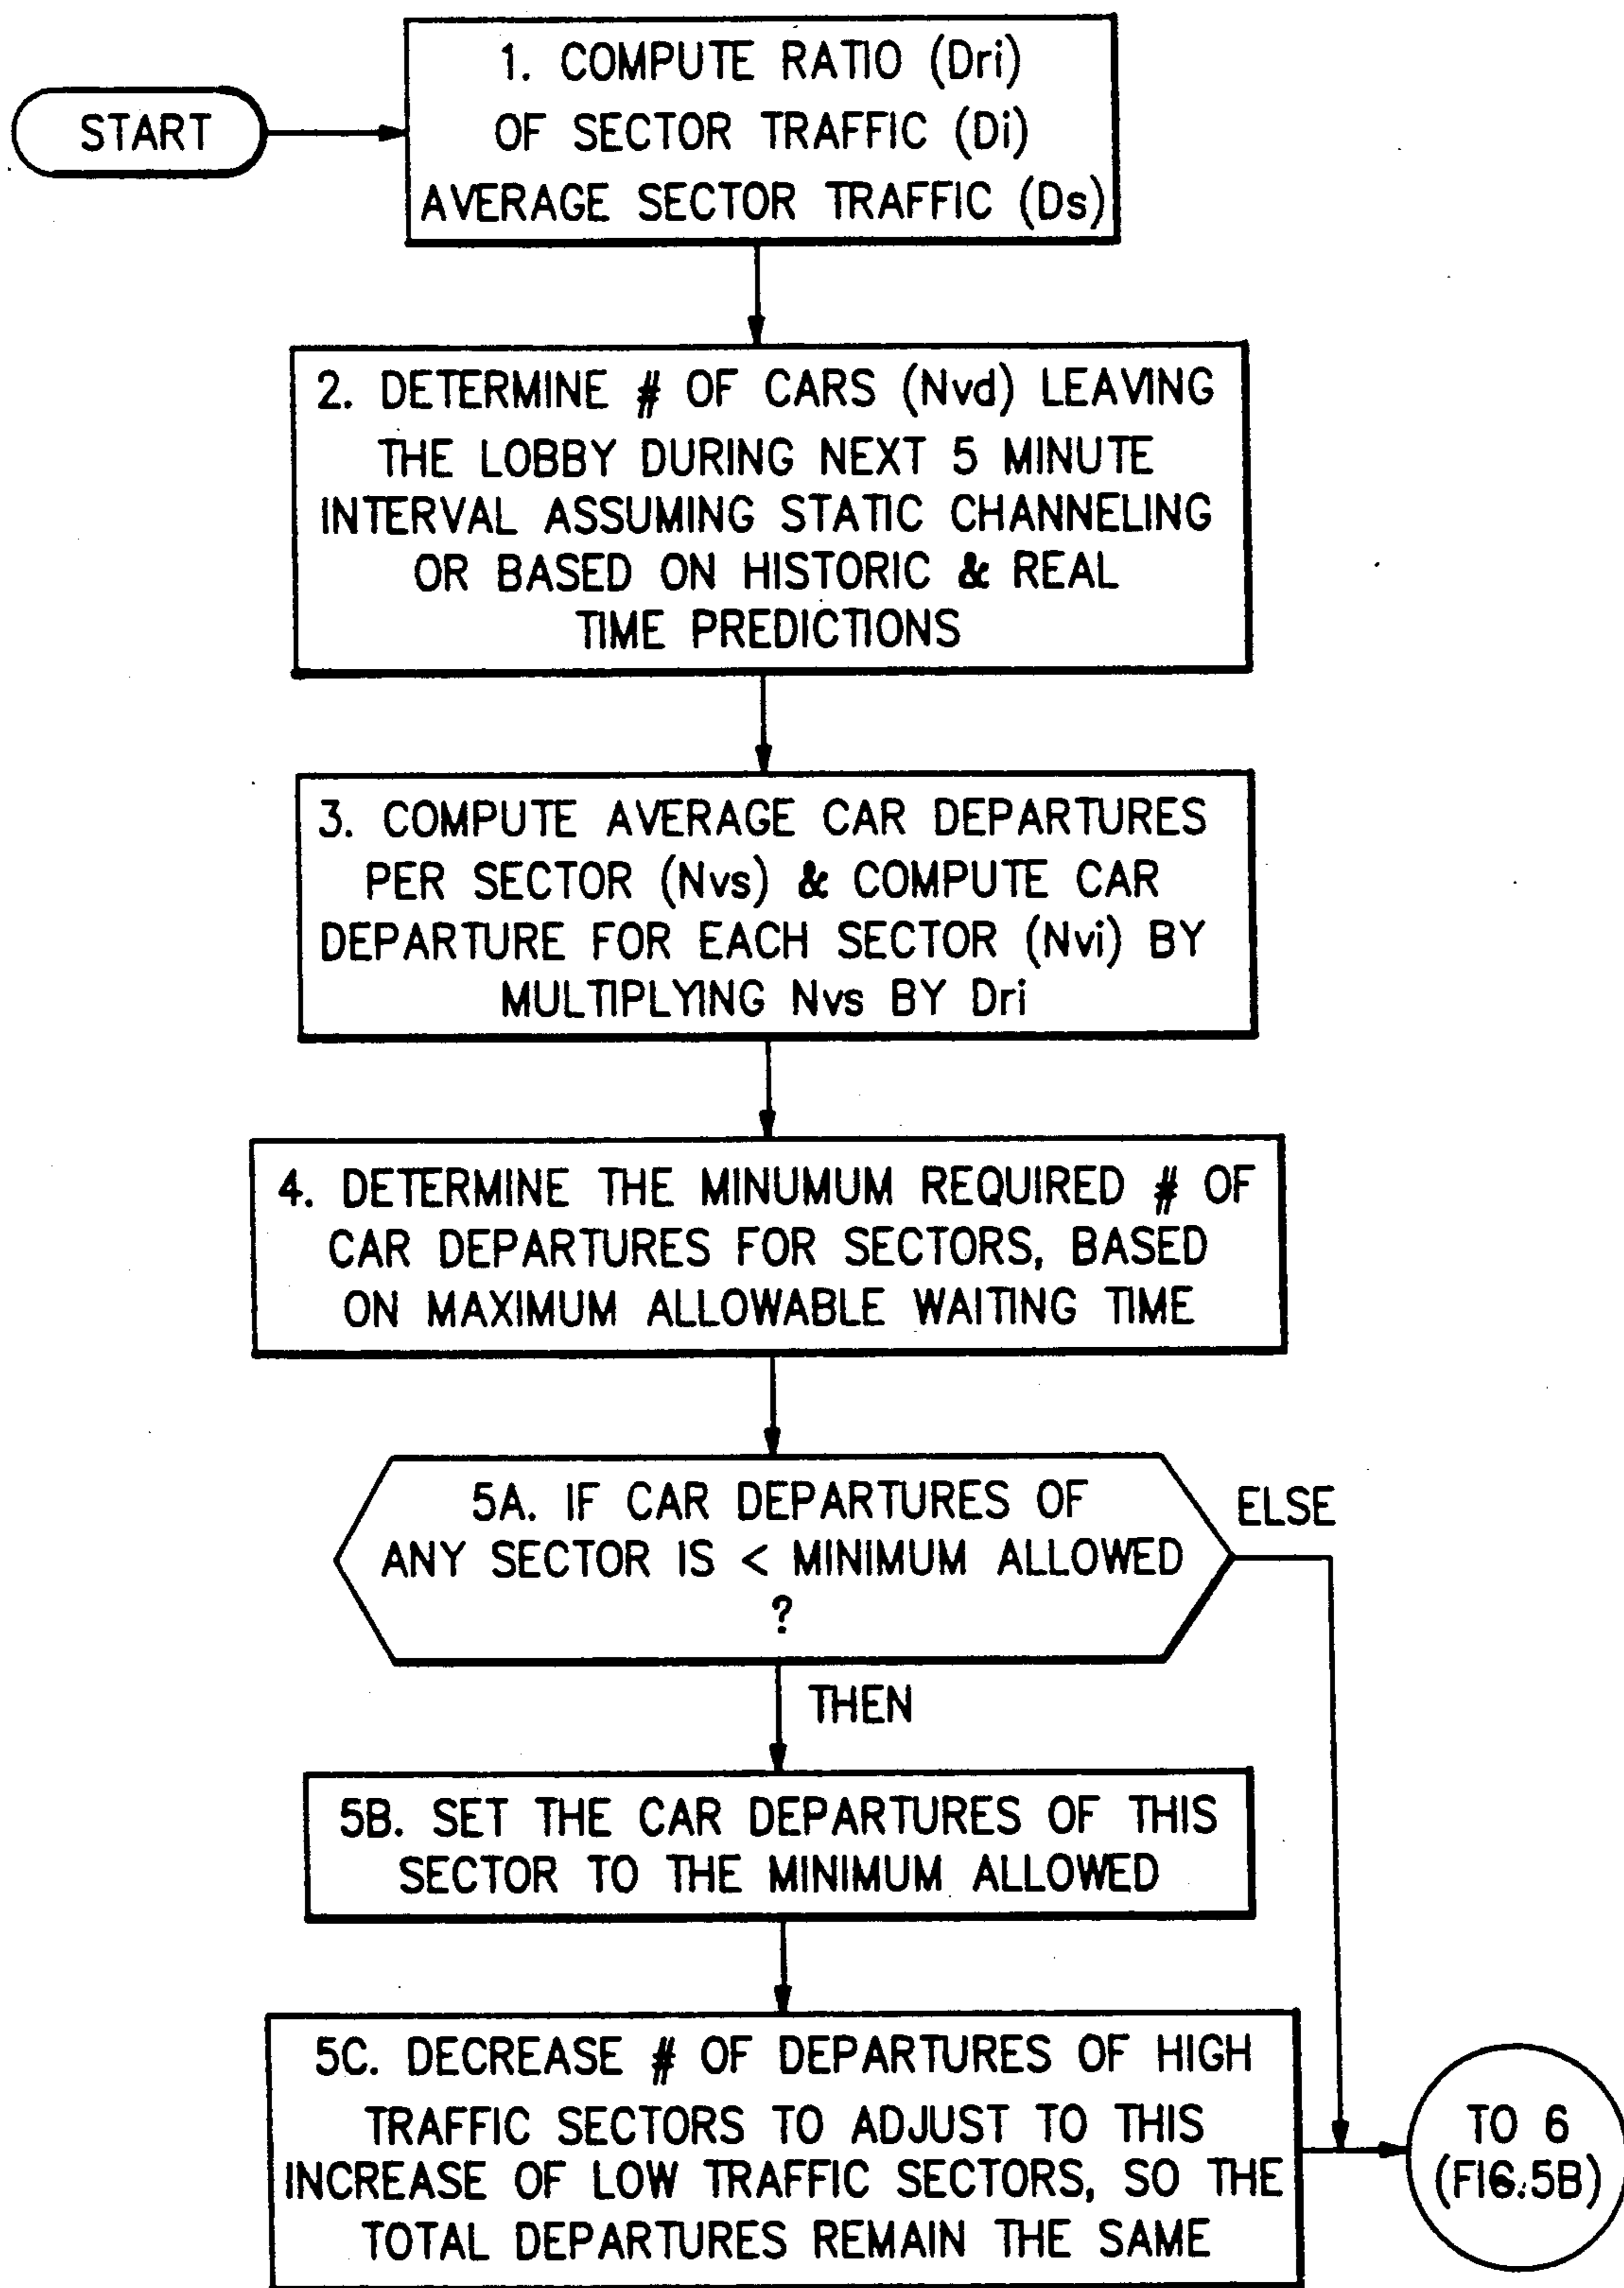 START
1. COMPUTE RATIO (Dri)
OF SECTOR TRAFFIC (Di)
AVERAGE SECTOR TRAFFIC (Ds)
2. DETERMINE # OF CARS (Nvd) LEAVING
THE LOBBY DURING NEXT 5 MINUTE
INTERVAL ASSUMING STATIC CHANNELING
OR BASED ON HISTORIC & REAL
TIME PREDICTIONS
3. COMPUTE AVERAGE CAR DEPARTURES
PER SECTOR (Nvs) & COMPUTE CAR
DEPARTURE FOR EACH SECTOR (Nvi) BY
MULTIPLYING Nvs BY Dri
4. DETERMINE THE MINUMUM REQUIRED # OF
CAR DEPARTURES FOR SECTORS, BASED
ON MAXIMUM ALLOWABLE WAITING TIME
5A. IF CAR DEPARTURES OF
ANY SECTOR IS < MINIMUM ALLOWED
?
ELSE
THEN
5B. SET THE CAR DEPARTURES OF THIS
SECTOR TO THE MINIMUM ALLOWED
5C. DECREASE # OF DEPARTURES OF HIGH
TRAFFIC SECTORS TO ADJUST TO THIS
INCREASE OF LOW TRAFFIC SECTORS, SO THE
TOTAL DEPARTURES REMAIN THE SAME
TO 6
(FIG.5B)